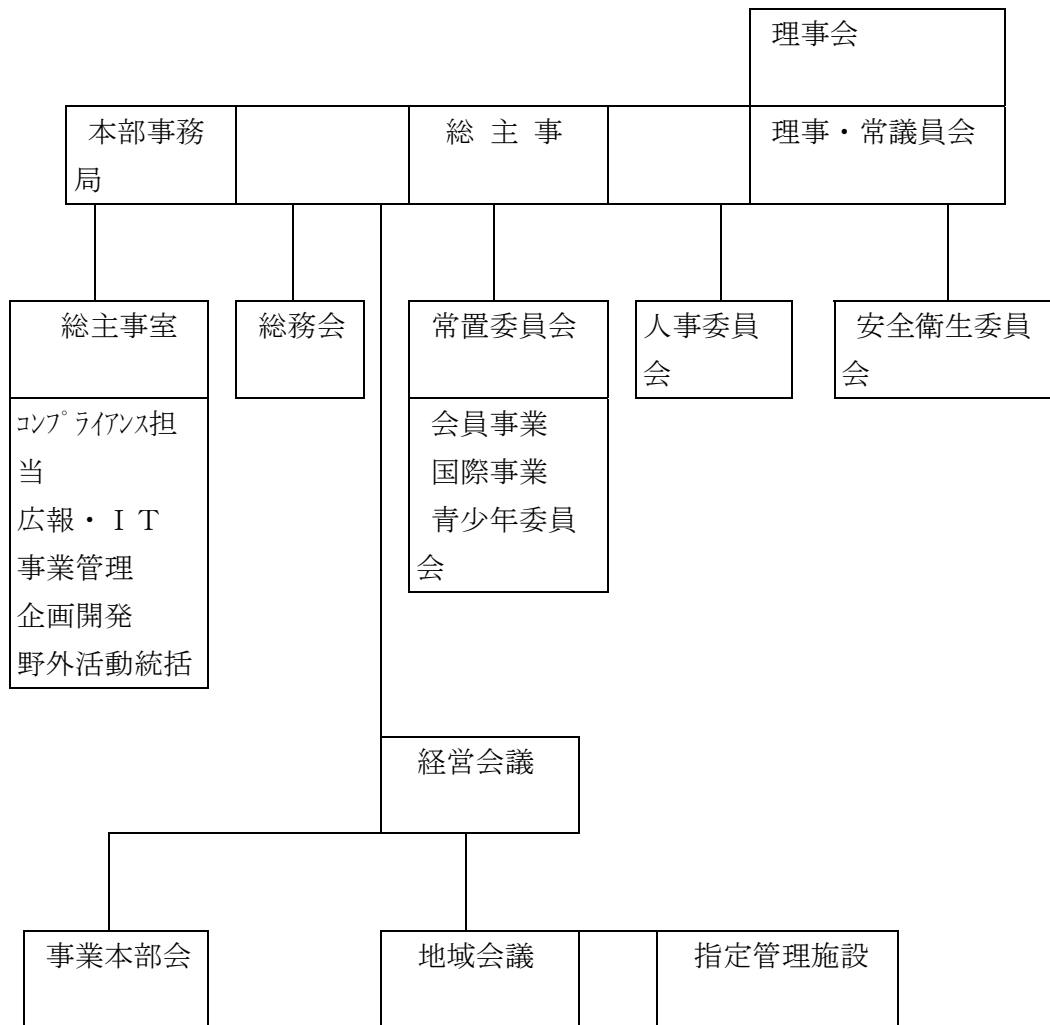 理事会
本部事務
局
総 主 事
理事・常議員会
総主事室
総務会
常置委員会
人事委員
会
安全衛生委員
会
ｺﾝﾌﾟﾗｲｱﾝｽ担
当
広報・ＩＴ
事業管理
企画開発
野外活動統括
会員事業
国際事業
青少年委員
会
経営会議
事業本部会
地域会議
指定管理施設